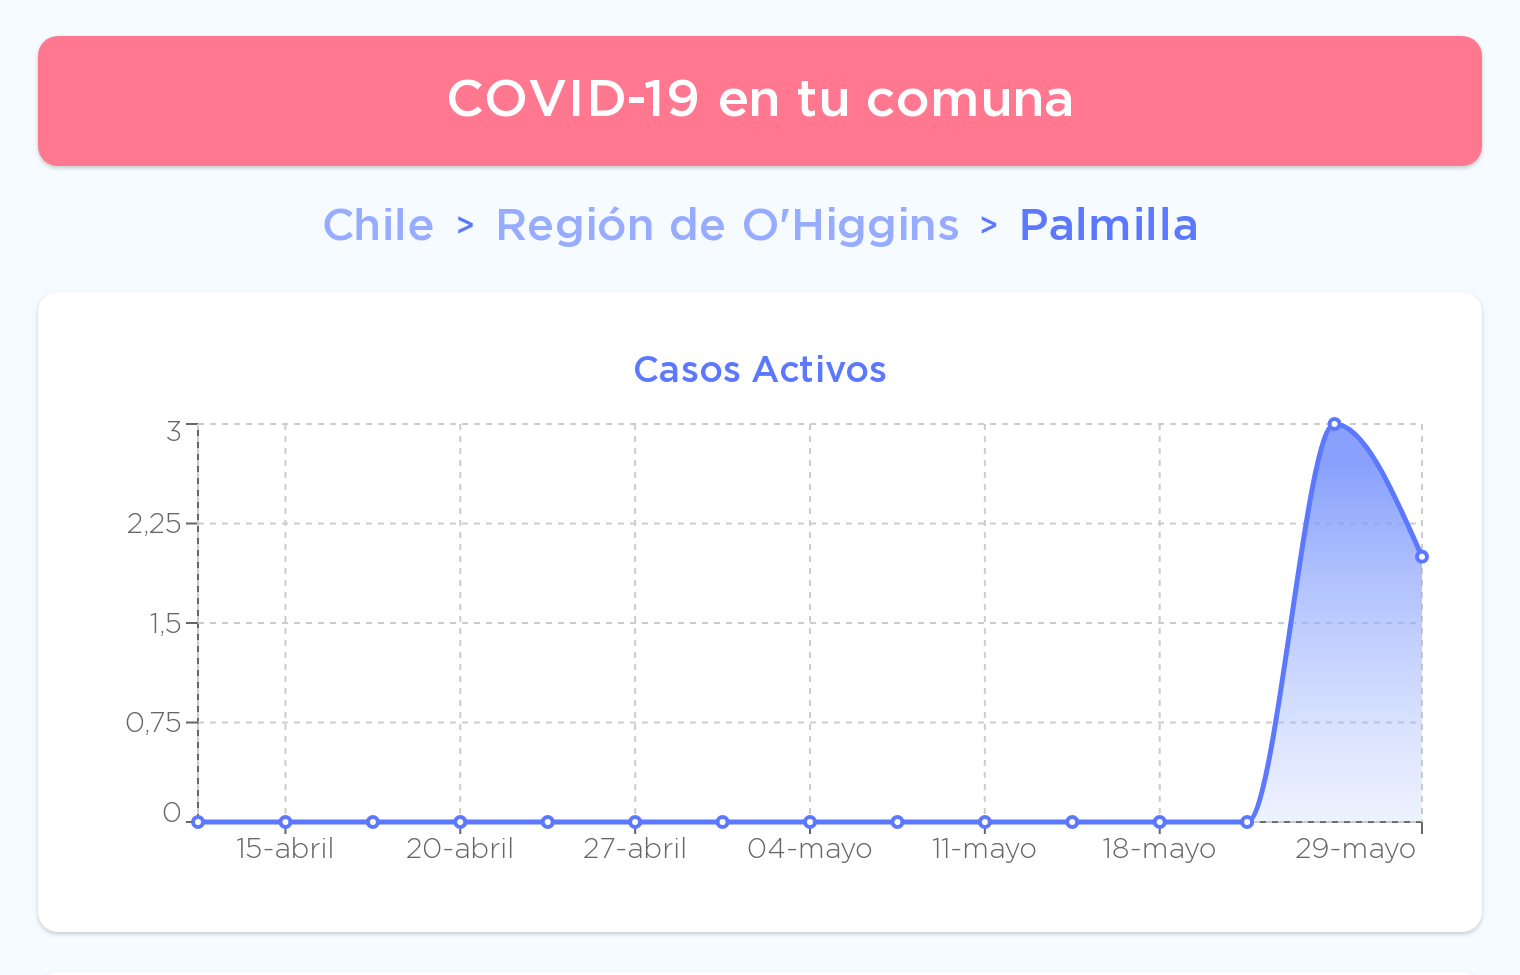 COVID-19 en tu comuna
Chile > Región de O'Higgins > Palmilla
Casos Activos
3
2,25
1,5
0,75
0
15-abril 20-abril 27-abril 04-mayo 11-mayo 18-mayo 29-mayo